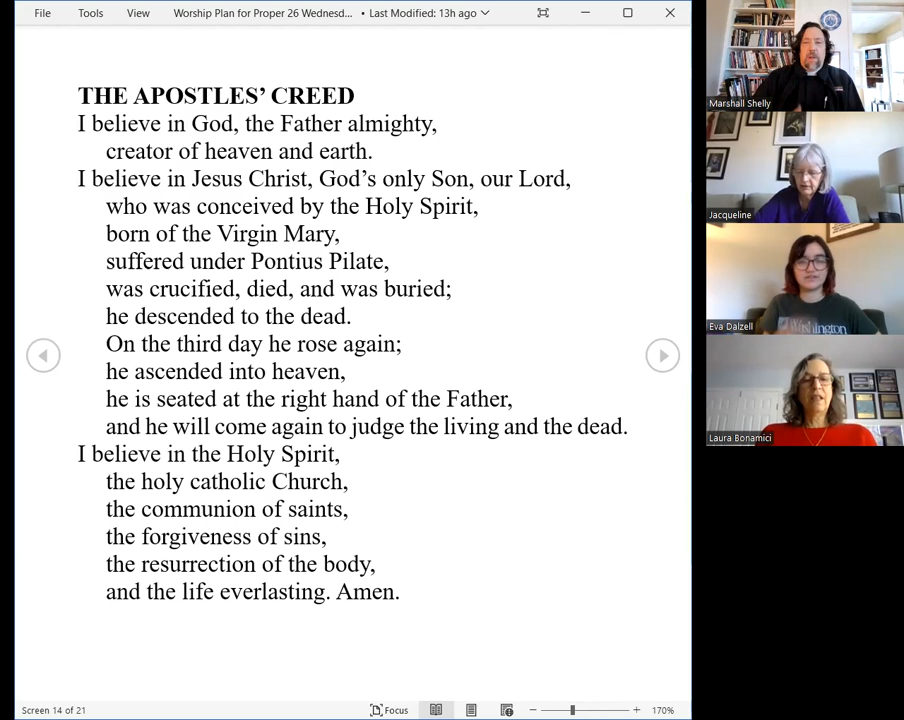 File Tools View Worship Plan for Proper 26 Wednesd... • Last Modified: 13h ago
THE APOSTLES’ CREED
I believe in God, the Father almighty,
creator of heaven and earth.
I believe in Jesus Christ, God’s only Son, our Lord,
who was conceived by the Holy Spirit,
born of the Virgin Mary,
suffered under Pontius Pilate,
was crucified, died, and was buried;
he descended to the dead.
On the third day he rose again;
he ascended into heaven,
he is seated at the right hand of the Father,
and he will come again to judge the living and the dead.
I believe in the Holy Spirit,
the holy catholic Church,
the communion of saints,
the forgiveness of sins,
the resurrection of the body,
and the life everlasting. Amen.
Screen 14 of 21 Focus 170%
Marshall Shelly
Jacqueline
Washington
Eva Dalzell
Laura Bonamici